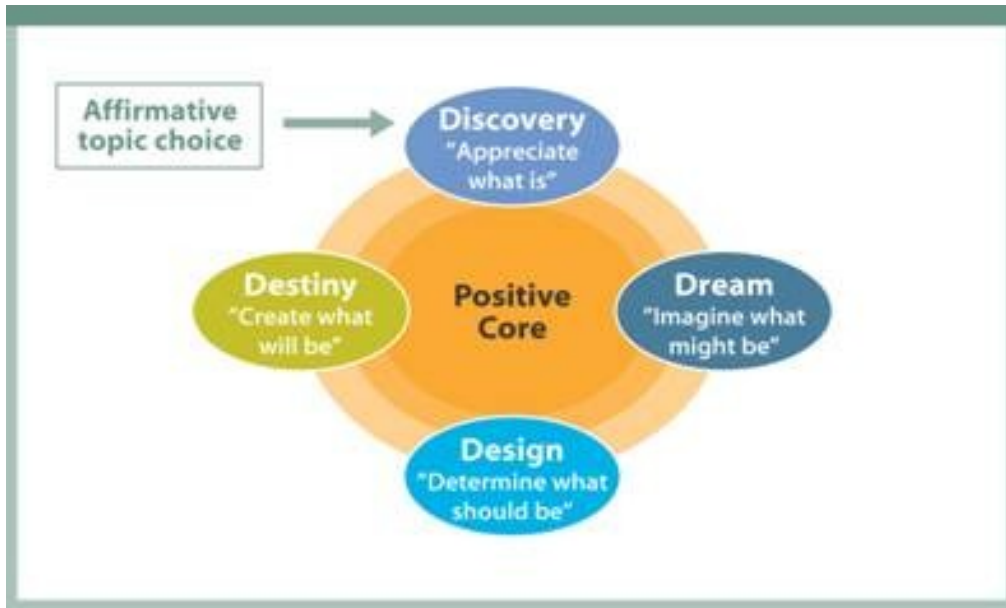 Affirmative
topic choice
Discovery
"Appreciate
what is"
Destiny
"Create what
will be"
Positive
Core
Dream
"Imagine what
might be"
Design
"Determine what
should be"